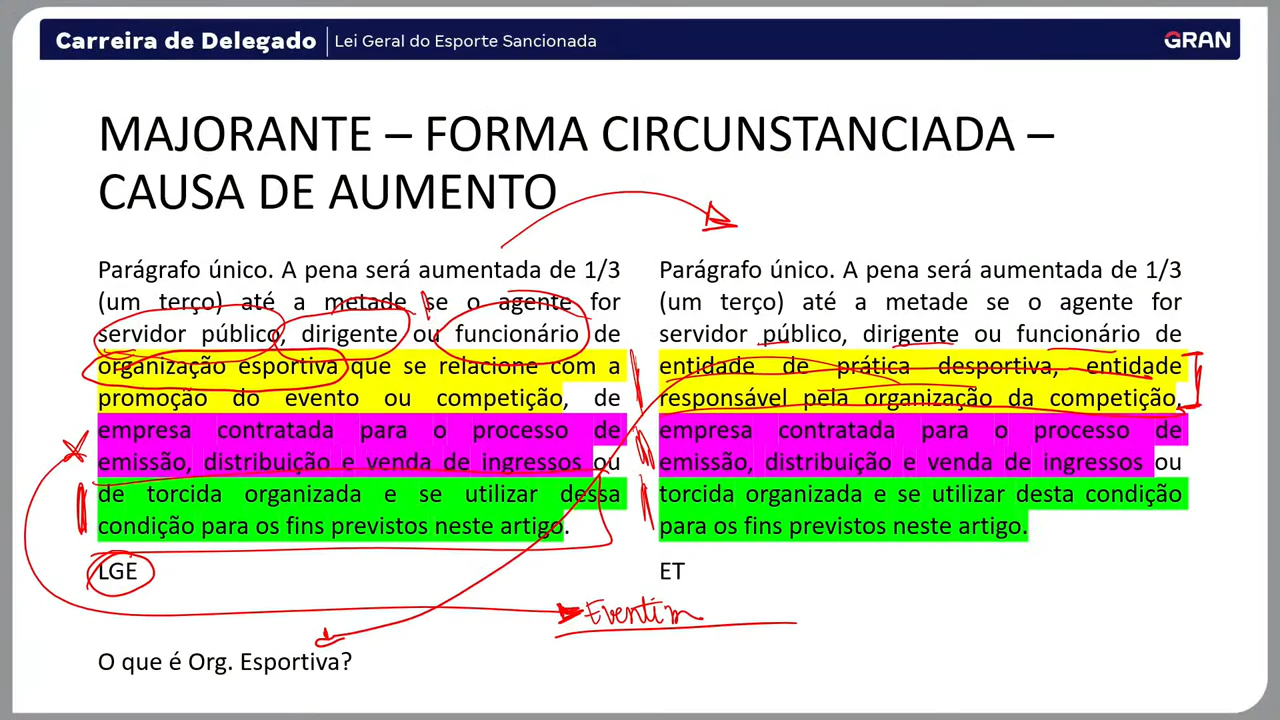 Carreira de Delegado | Lei Geral do Esporte Sancionada
GRAN
MAJORANTE – FORMA CIRCUNSTANCIADA –
CAUSA DE AUMENTO
Parágrafo único. A pena será aumentada de 1/3
(um terço) até a metade se o agente for
servidor público, dirigente ou funcionário de
organização esportiva que se relacione com a
promoção do evento ou competição, de
empresa contratada para o processo de
emissão, distribuição e venda de ingressos ou
de torcida organizada e se utilizar dessa
condição para os fins previstos neste artigo.
LGE
Parágrafo único. A pena será aumentada de 1/3
(um terço) até a metade se o agente for
servidor público, dirigente ou funcionário de
entidade de prática desportiva, entidade
responsável pela organização da competição,
empresa contratada para o processo de
emissão, distribuição e venda de ingressos ou
torcida organizada e se utilizar desta condição
para os fins previstos neste artigo.
ET
Eventim
O que é Org. Esportiva?